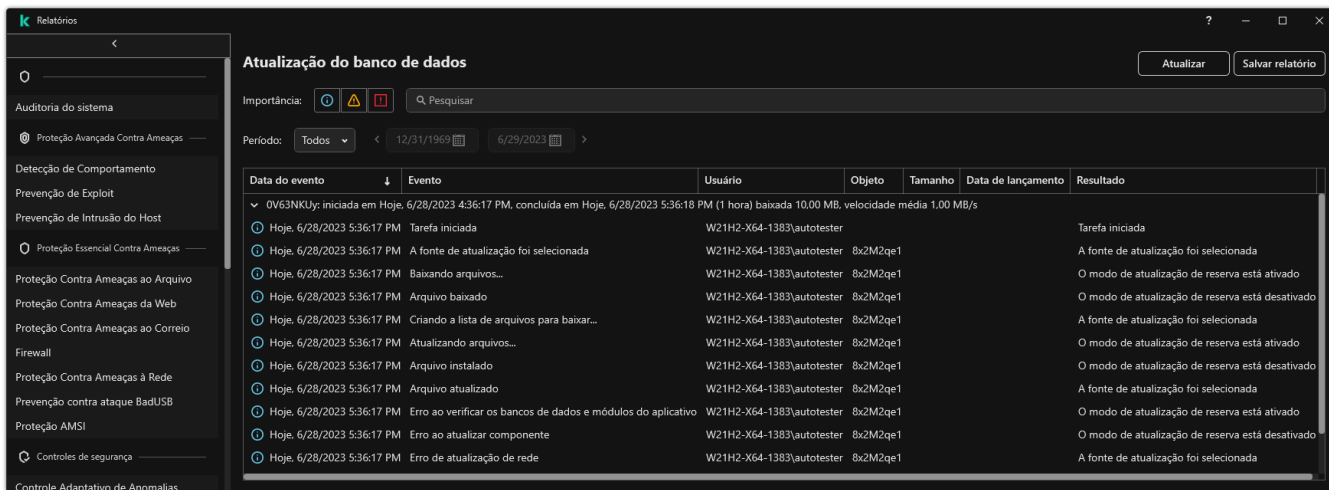 Relatórios
?
Auditoria do sistema
Proteção Avançada Contra Ameaças
Detecção de Comportamento
Prevenção de Exploit
Prevenção de Intrusão do Host
Proteção Essencial Contra Ameaças
Proteção Contra Ameaças ao Arquivo
Proteção Contra Ameaças da Web
Proteção Contra Ameaças ao Correio
Firewall
Proteção Contra Ameaças à Rede
Prevenção contra ataque BadUSB
Proteção AMSI
Controles de segurança
Controle Adaptativo de Anomalias
Atualização do banco de dados
Atualizar Salvar relatório
Importância: Pesquisar
Período: Todos 12/31/1969 6/29/2023
Data do evento Evento Usuário Objeto Tamanho Data de lançamento Resultado
0V63NKUy: iniciada em Hoje, 6/28/2023 4:36:17 PM, concluída em Hoje, 6/28/2023 5:36:18 PM (1 hora) baixada 10,00 MB, velocidade média 1,00 MB/s
Hoje, 6/28/2023 5:36:17 PM Tarefa iniciada W21H2-X64-1383\autotester Tarefa iniciada
Hoje, 6/28/2023 5:36:17 PM A fonte de atualização foi selecionada W21H2-X64-1383\autotester 8x2M2qe1 A fonte de atualização foi selecionada
Hoje, 6/28/2023 5:36:17 PM Baixando arquivos... W21H2-X64-1383\autotester 8x2M2qe1 O modo de atualização de reserva está ativado
Hoje, 6/28/2023 5:36:17 PM Arquivo baixado W21H2-X64-1383\autotester 8x2M2qe1 O modo de atualização de reserva está desativado
Hoje, 6/28/2023 5:36:17 PM Criando a lista de arquivos para baixar... W21H2-X64-1383\autotester 8x2M2qe1 A fonte de atualização foi selecionada
Hoje, 6/28/2023 5:36:17 PM Atualizando arquivos... W21H2-X64-1383\autotester 8x2M2qe1 O modo de atualização de reserva está ativado
Hoje, 6/28/2023 5:36:17 PM Arquivo instalado W21H2-X64-1383\autotester 8x2M2qe1 O modo de atualização de reserva está desativado
Hoje, 6/28/2023 5:36:17 PM Arquivo atualizado W21H2-X64-1383\autotester 8x2M2qe1 A fonte de atualização foi selecionada
Hoje, 6/28/2023 5:36:17 PM Erro ao verificar os bancos de dados e módulos do aplicativo W21H2-X64-1383\autotester 8x2M2qe1 O modo de atualização de reserva está ativado
Hoje, 6/28/2023 5:36:17 PM Erro ao atualizar componente W21H2-X64-1383\autotester 8x2M2qe1 O modo de atualização de reserva está desativado
Hoje, 6/28/2023 5:36:17 PM Erro de atualização de rede W21H2-X64-1383\autotester 8x2M2qe1 A fonte de atualização foi selecionada